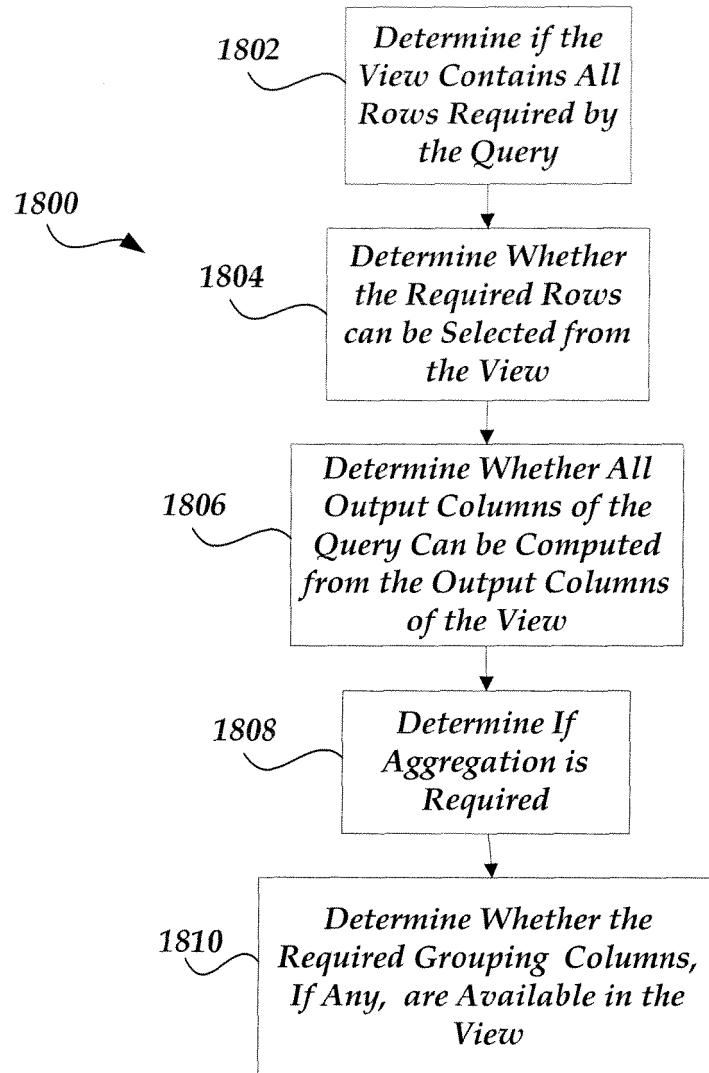 1802
Determine if the
View Contains All
Rows Required by
the Query
1800
1804
Determine Whether
the Required Rows
can be Selected from
the View
1806
Determine Whether All
Output Columns of the
Query Can be Computed
from the Output Columns
of the View
1808
Determine If
Aggregation is
Required
1810
Determine Whether the
Required Grouping Columns,
If Any, are Available in the
View